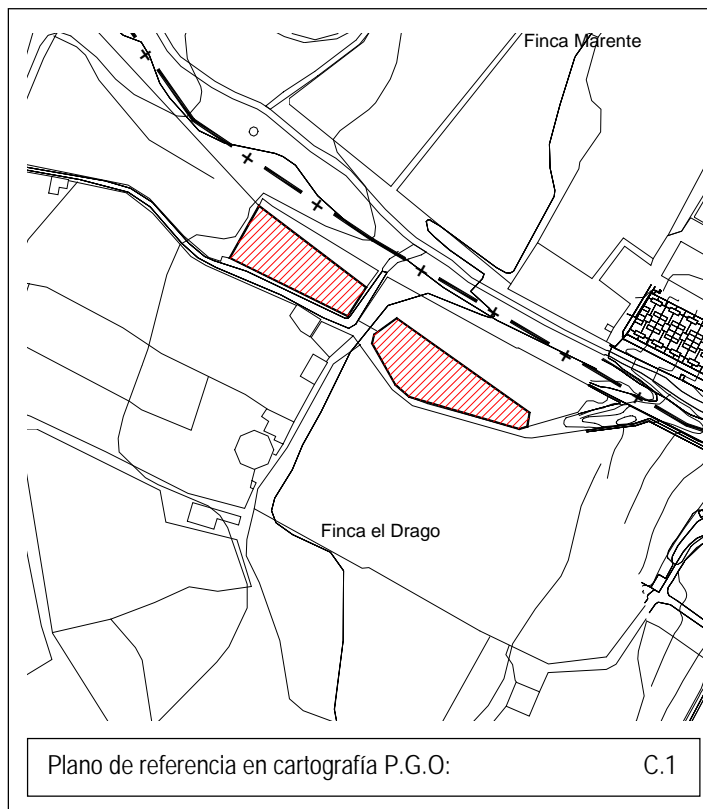 Finca Marente
Finca el Drago
Plano de referencia en cartografía P.G.O: C.1